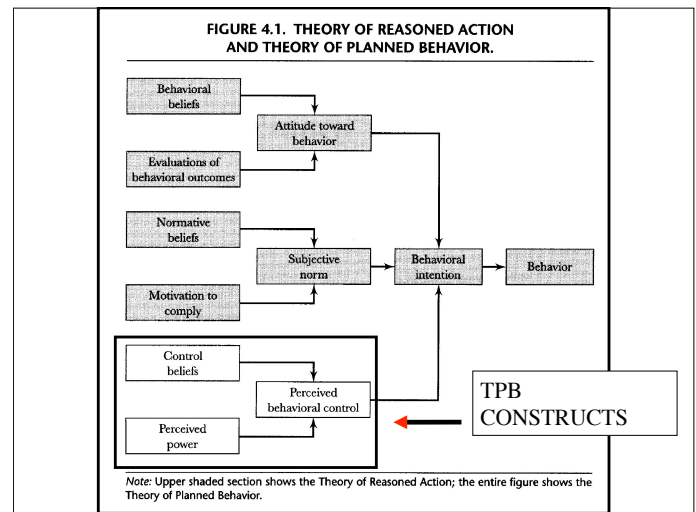 FIGURE 4.1. THEORY OF REASONED ACTION
AND THEORY OF PLANNED BEHAVIOR.
Behavioral
beliefs
Attitude toward
behavior
Evaluations of
behavioral outcomes
Normative
beliefs
Subjective
norm
Behavioral
intention
Behavior
Motivation to
comply
Control
beliefs
Perceived
behavioral control
Perceived
power
TPB
CONSTRUCTS
Note: Upper shaded section shows the Theory of Reasoned Action; the entire figure shows the
Theory of Planned Behavior.